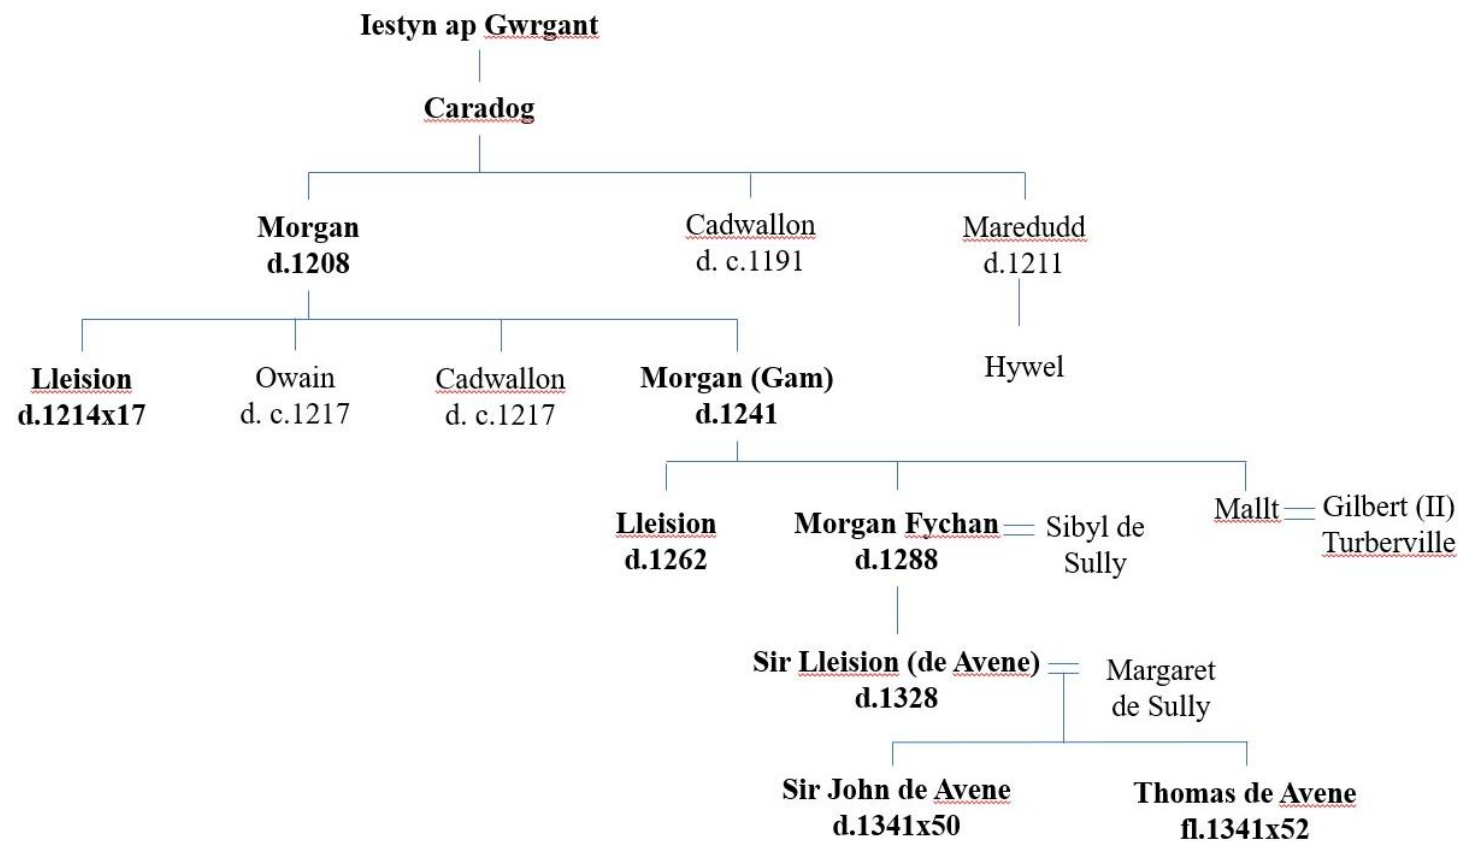 Iestyn ap Gwrgant
Caradog
Morgan
d.1208
Cadwallon
d. c.1191
Maredudd
d.1211
Lleision
d.1214x17
Owain
d. c.1217
Cadwallon
d. c.1217
Morgan (Gam)
d.1241
Hywel
Lleision
d.1262
Morgan Fychan
d.1288
Sibyl de
Sully
Mallt
Gilbert (II)
Turberville
Sir Lleision (de Avene)
d.1328
Margaret
de Sully
Sir John de Avene
d.1341x50
Thomas de Avene
fl.1341x52